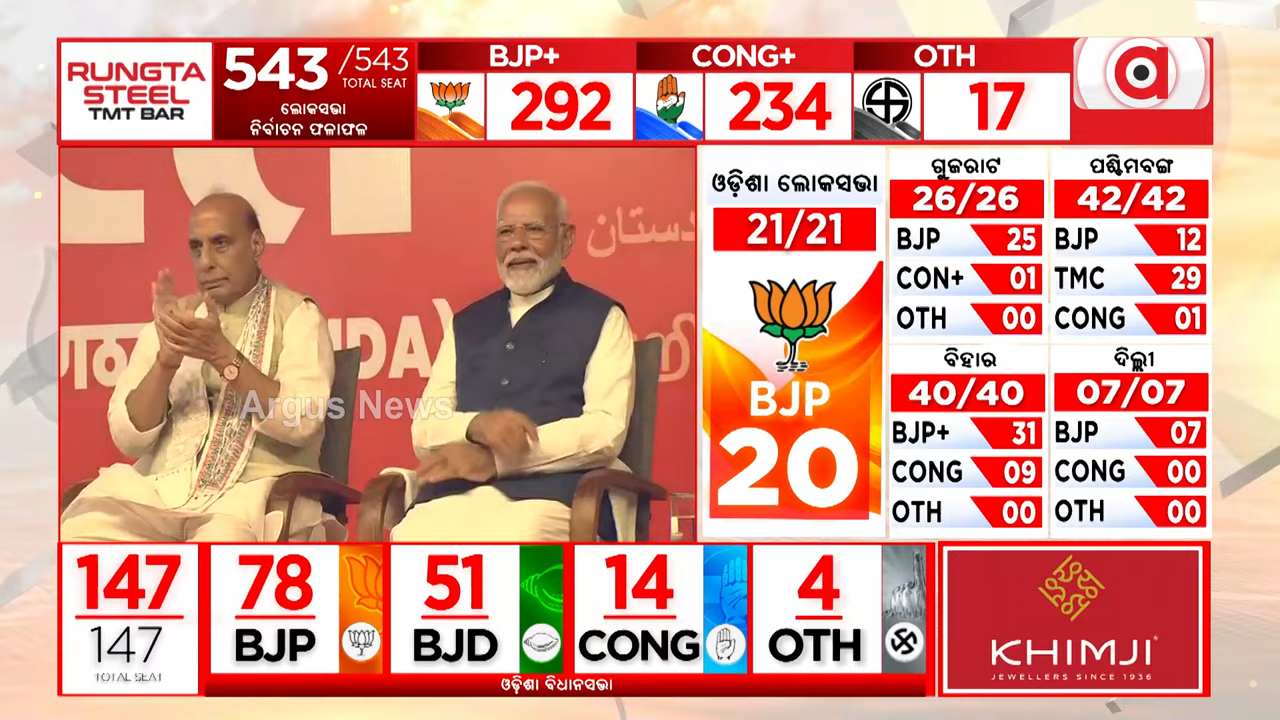 RUNGTA
STEEL
TMT BAR
543 /543
TOTAL SEAT
ଲୋକସଭା
ନିର୍ବାଚନ ଫଳାଫଳ
BJP+
292
CONG+
234
OTH
17
a
دستان
(NDA)
Argus News
ଓଡ଼ିଶା ଲୋକସଭା
21/21
BJP
20
ଗୁଜରାଟ
26/26
BJP 25
CON+ 01
OTH 00
ପଶ୍ଚିମବଙ୍ଗ
42/42
BJP 12
TMC 29
CONG 01
ବିହାର
40/40
BJP+ 31
CONG 09
OTH 00
ଦିଲ୍ଲୀ
07/07
BJP 07
CONG 00
OTH 00
147
147
TOTAL SEAT
78
BJP
51
BJD
14
CONG
4
OTH
ଓଡ଼ିଶା ବିଧାନସଭା
KHIMJI
JEWELLERS SINCE 1936